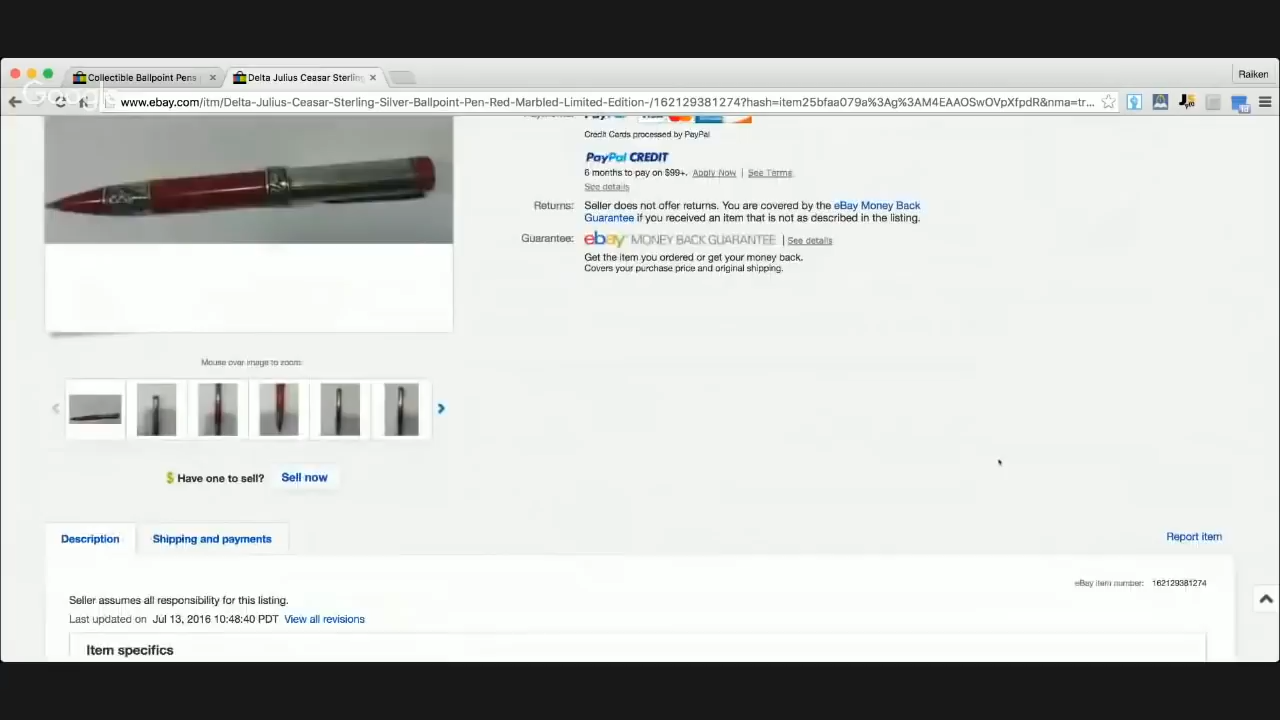 Collectible Ballpoint Pens
Delta Julius Ceasar Sterling
Raiken
Google
www.ebay.com/itm/Delta-Julius-Ceasar-Sterling-Silver-Ballpoint-Pen-Red-Marbled-Limited-Edition-/162129381274?hash=item25bfaa079a%3Ag%3AM4EAAOSwOVpXfpdR&nma=tr...
Credit Cards processed by PayPal
PayPal CREDIT
6 months to pay on $99+. Apply Now | See Terms
See details
Returns: Seller does not offer returns. You are covered by the eBay Money Back
Guarantee if you received an item that is not as described in the listing.
Guarantee: ebay MONEY BACK GUARANTEE | See details
Get the item you ordered or get your money back.
Covers your purchase price and original shipping.
Mouse over image to zoom
$ Have one to sell? Sell now
Description
Shipping and payments
Report item
eBay item number: 162129381274
Seller assumes all responsibility for this listing.
Last updated on Jul 13, 2016 10:48:40 PDT View all revisions
Item specifics